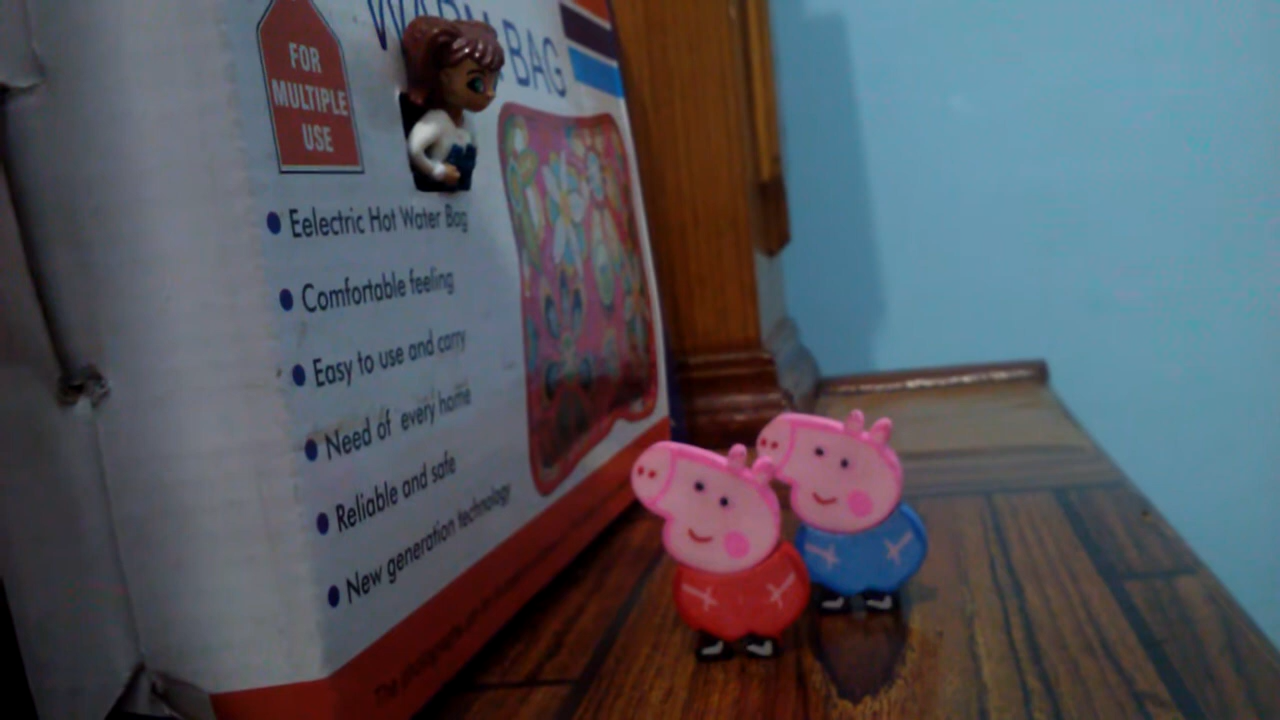 WARM BAG
FOR
MULTIPLE
USE
Eelectric Hot Water Bag
Comfortable feeling
Easy to use and carry
Need of every home
Reliable and safe
New generation technology